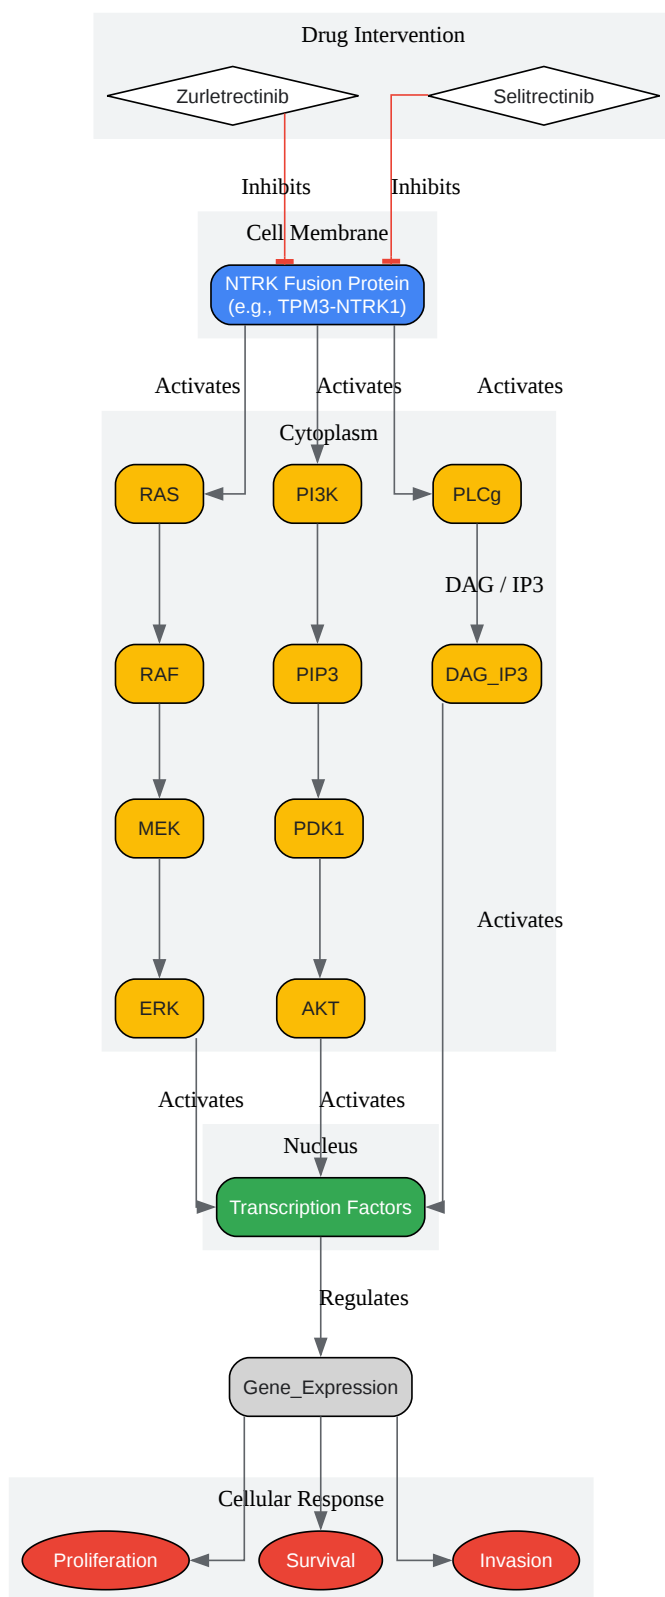 Drug Intervention
Zurletrectinib
Selitrectinib
Inhibits
Inhibits
Cell Membrane
NTRK Fusion Protein
(e.g., TPM3-NTRK1)
Activates
Activates
Activates
Cytoplasm
RAS
PI3K
PLCg
DAG / IP3
RAF
PIP3
DAG_IP3
MEK
PDK1
Activates
ERK
AKT
Activates
Activates
Nucleus
Transcription Factors
Regulates
Gene_Expression
Cellular Response
Proliferation
Survival
Invasion